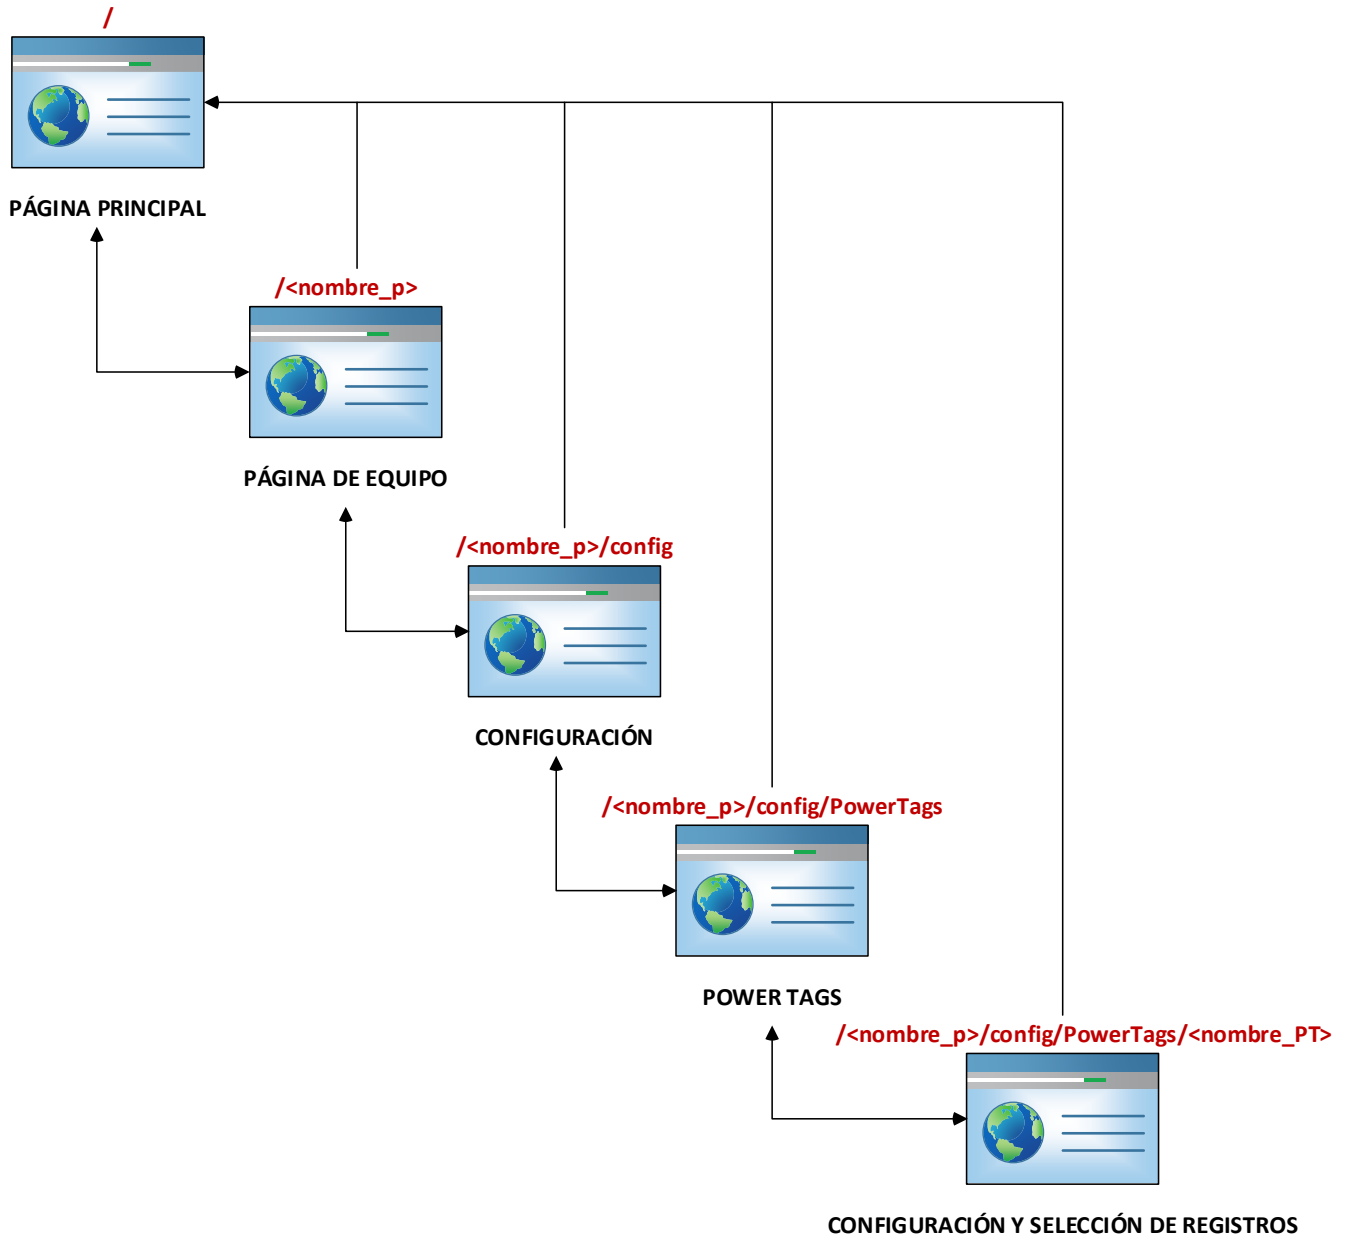 /
PÁGINA PRINCIPAL
/<nombre_p>
PÁGINA DE EQUIPO
/<nombre_p>/config
CONFIGURACIÓN
/<nombre_p>/config/PowerTags
POWER TAGS
/<nombre_p>/config/PowerTags/<nombre_PT>
CONFIGURACIÓN Y SELECCIÓN DE REGISTROS